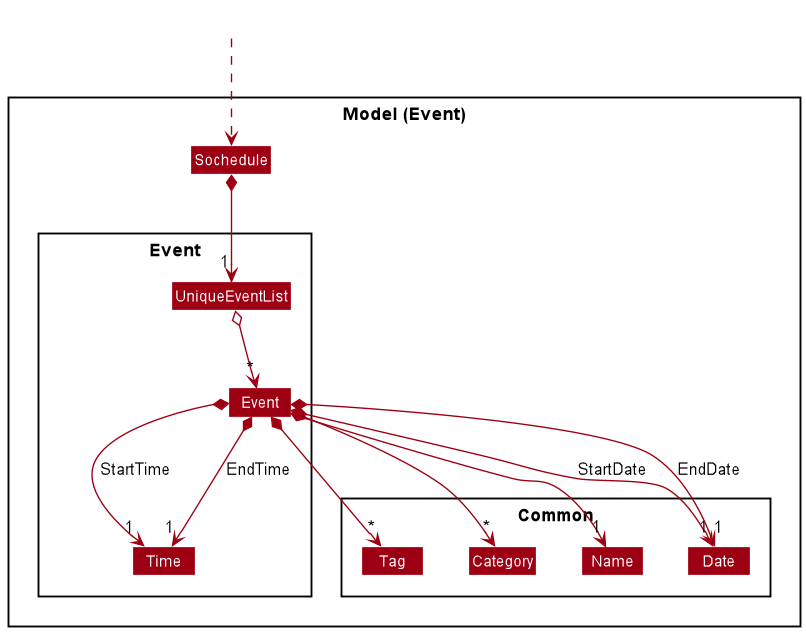 Model (Event)
Sochedule
Event
1
UniqueEventList
*
Event
StartTime
EndTime
StartDate
EndDate
Common
1
1
*
*
1
1
1
Time
Tag
Category
Name
Date